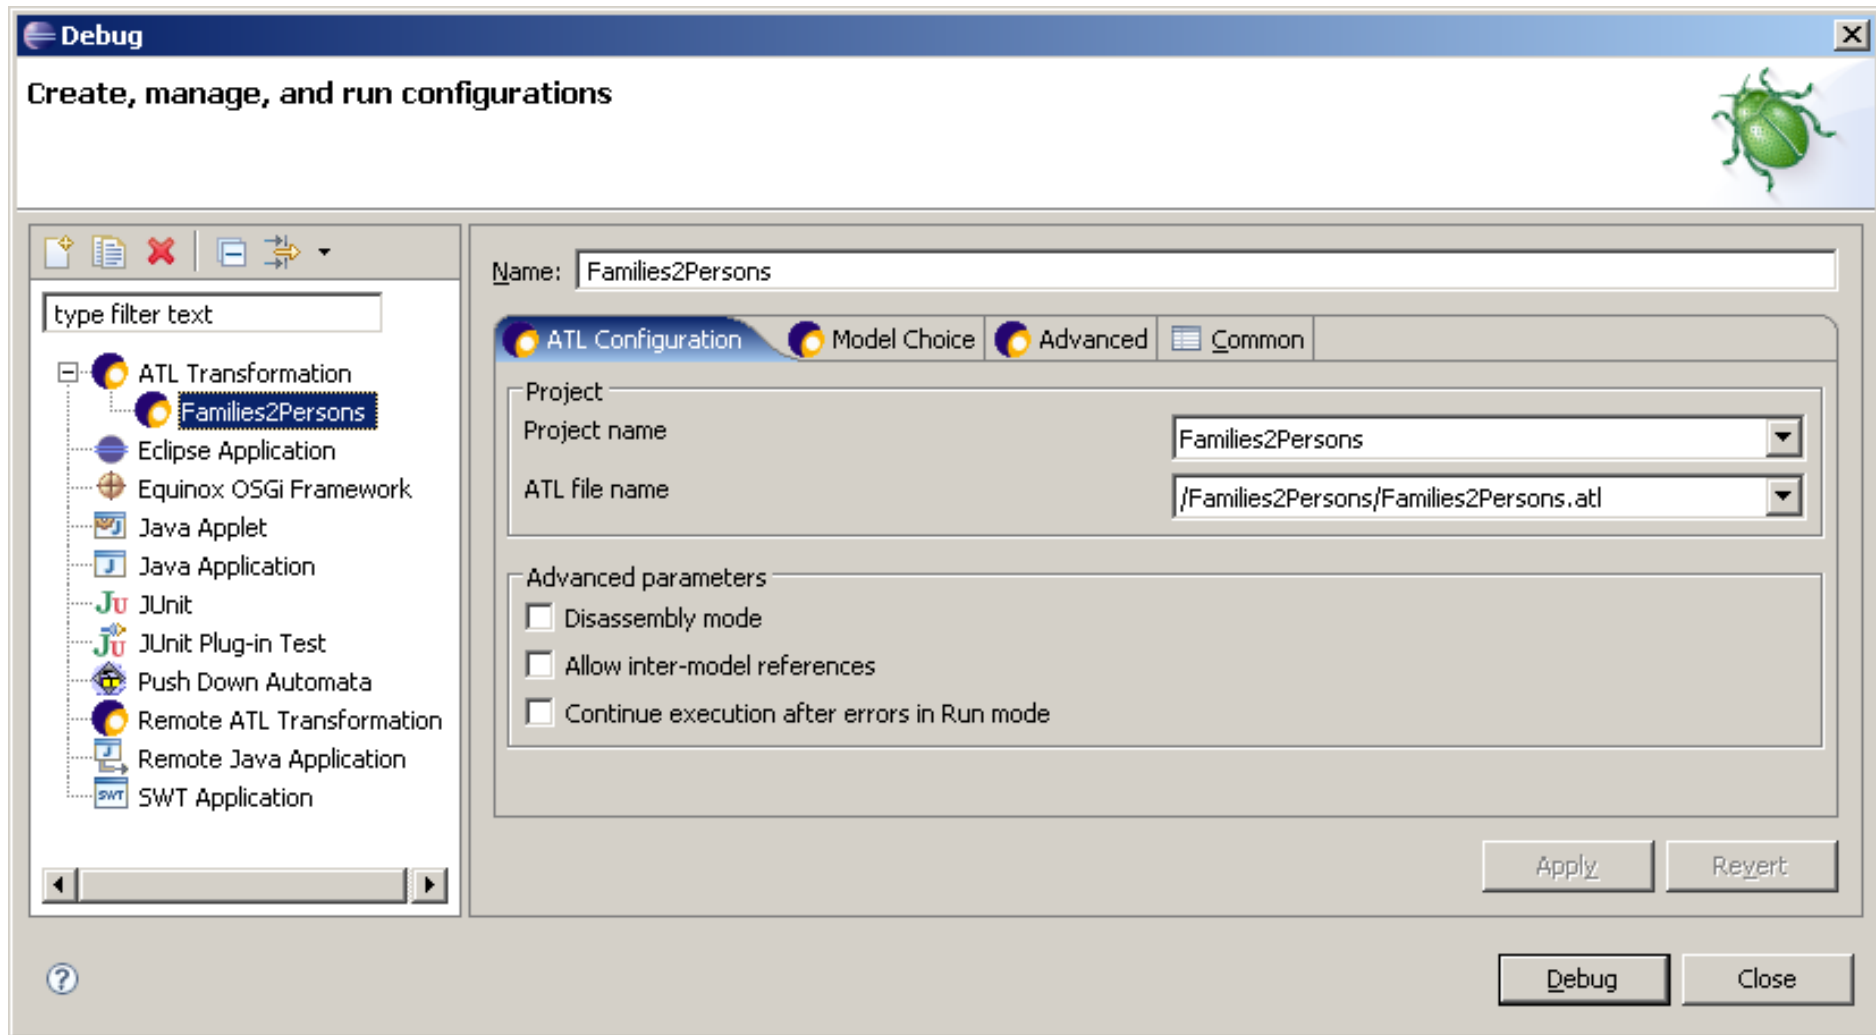 Debug
Create, manage, and run configurations
type filter text
ATL Transformation
Families2Persons
Eclipse Application
Equinox OSGi Framework
Java Applet
Java Application
JUnit
JUnit Plug-in Test
Push Down Automata
Remote ATL Transformation
Remote Java Application
SWT Application
Name: Families2Persons
ATL Configuration Model Choice Advanced Common
Project
Project name Families2Persons
ATL file name /Families2Persons/Families2Persons.atl
Advanced parameters
Disassembly mode
Allow inter-model references
Continue execution after errors in Run mode
Apply Revert
Debug Close